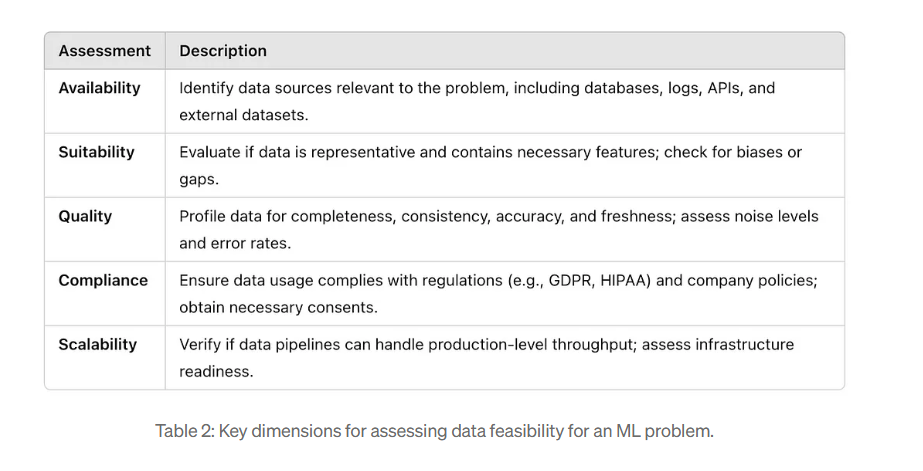 Assessment Description
Availability Identify data sources relevant to the problem, including databases, logs, APIs, and
external datasets.
Suitability Evaluate if data is representative and contains necessary features; check for biases or
gaps.
Quality Profile data for completeness, consistency, accuracy, and freshness; assess noise levels
and error rates.
Compliance Ensure data usage complies with regulations (e.g., GDPR, HIPAA) and company policies;
obtain necessary consents.
Scalability Verify if data pipelines can handle production-level throughput; assess infrastructure
readiness.
Table 2: Key dimensions for assessing data feasibility for an ML problem.